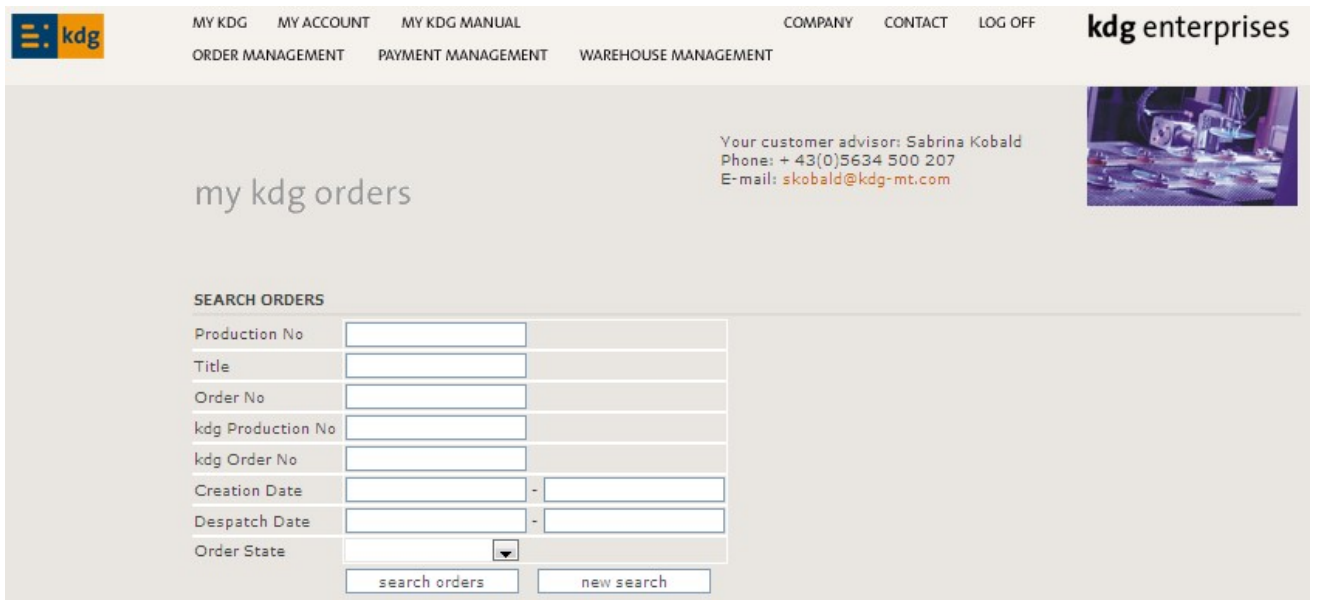 kdg
MY KDG MY ACCOUNT MY KDG MANUAL COMPANY CONTACT LOG OFF
kdg enterprises
ORDER MANAGEMENT PAYMENT MANAGEMENT WAREHOUSE MANAGEMENT
Your customer advisor: Sabrina Kobald
Phone: + 43(0)5634 500 207
E-mail: skobald@kdg-mt.com
my kdg orders
SEARCH ORDERS
Production No
Title
Order No
kdg Production No
kdg Order No
Creation Date -
Despatch Date -
Order State
search orders new search